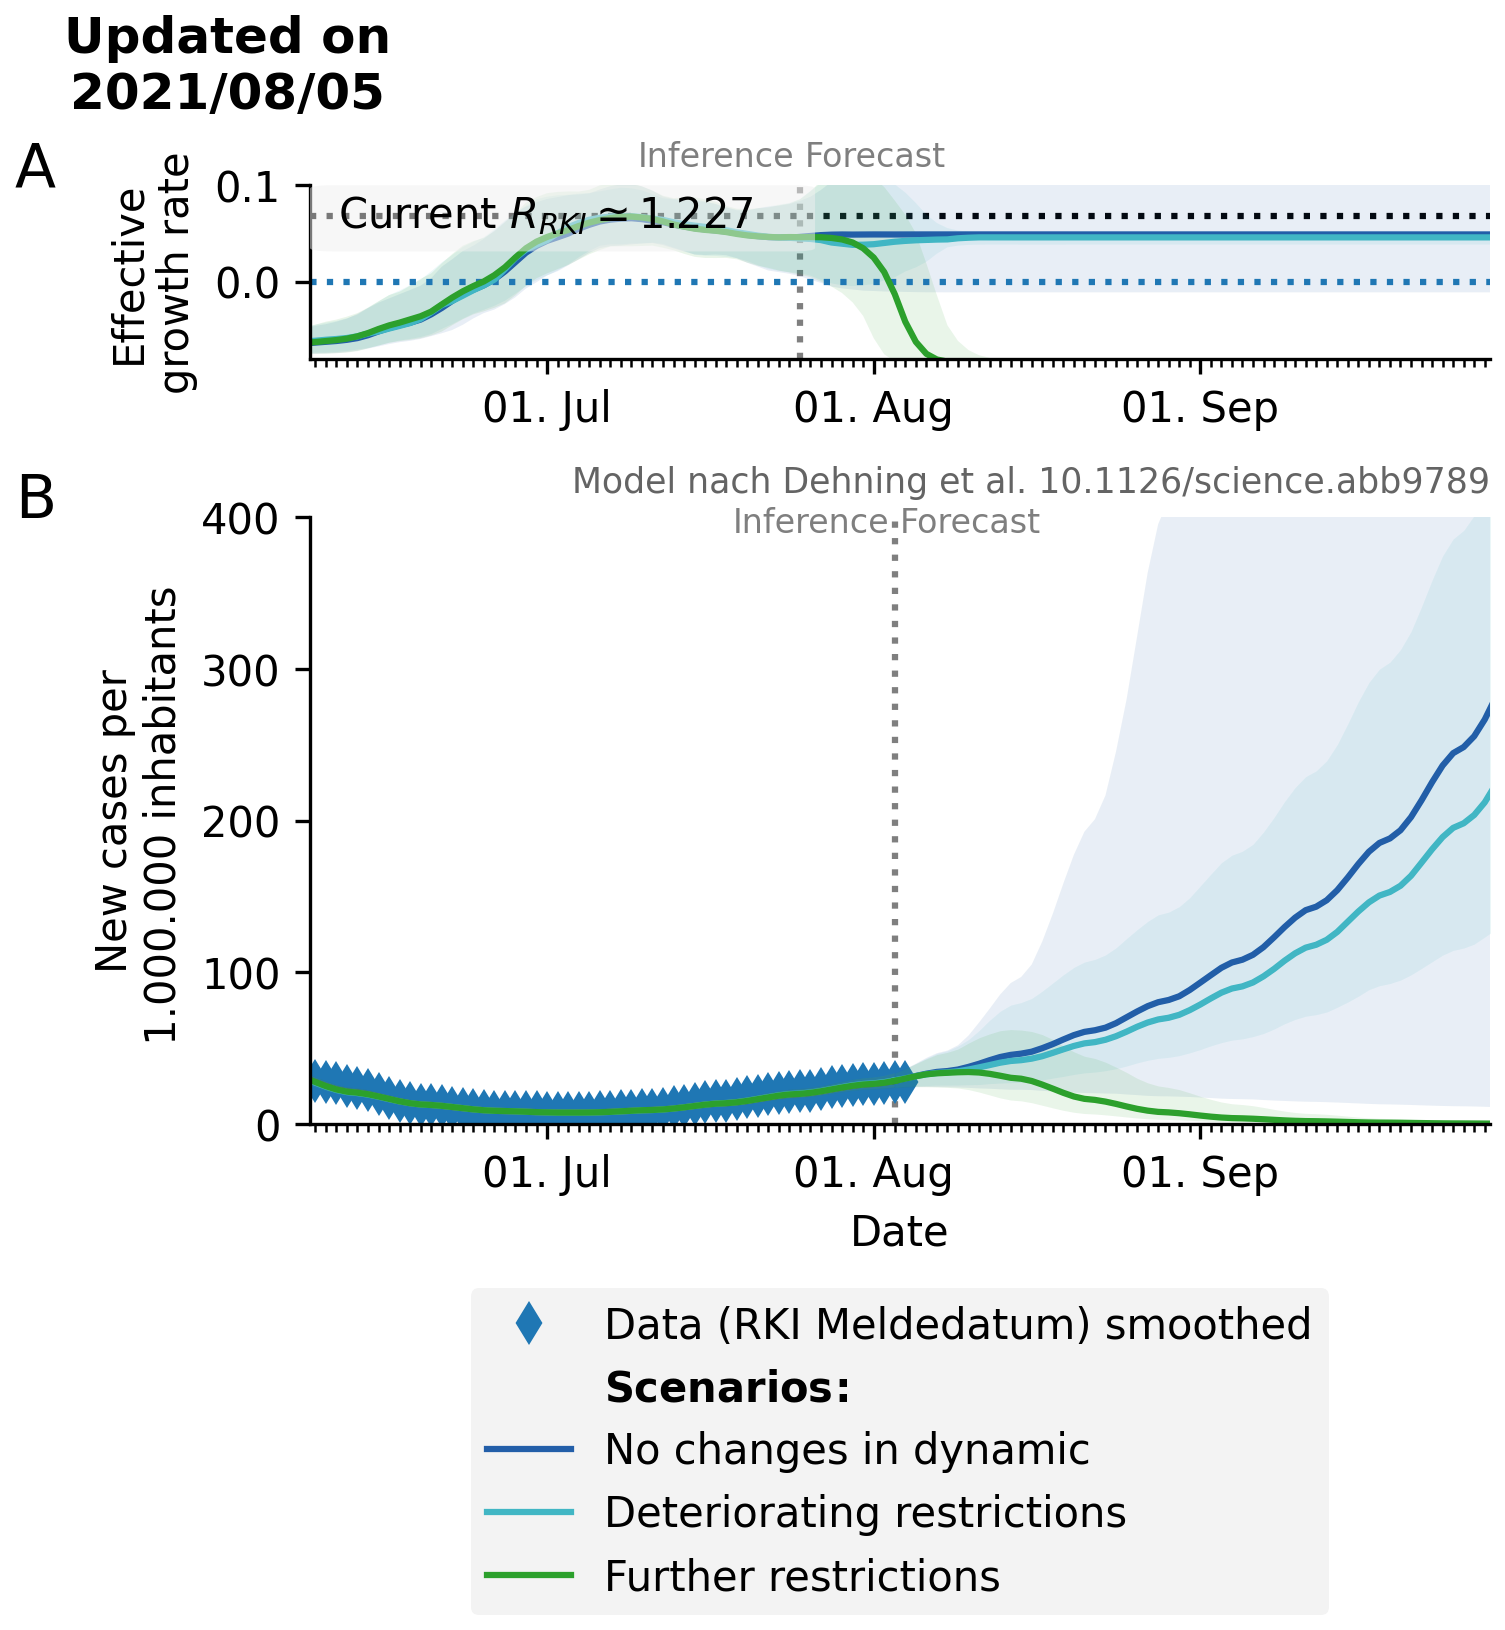 Updated on
2021/08/05
A
Inference Forecast
Effective
growth rate
0.1
0.0
Current R_RKI ≃ 1.227
01. Jul
01. Aug
01. Sep
B
Model nach Dehning et al. 10.1126/science.abb9789
Inference Forecast
New cases per
1.000.000 inhabitants
400
300
200
100
0
01. Jul
01. Aug
01. Sep
Date
Data (RKI Meldedatum) smoothed
Scenarios:
No changes in dynamic
Deteriorating restrictions
Further restrictions